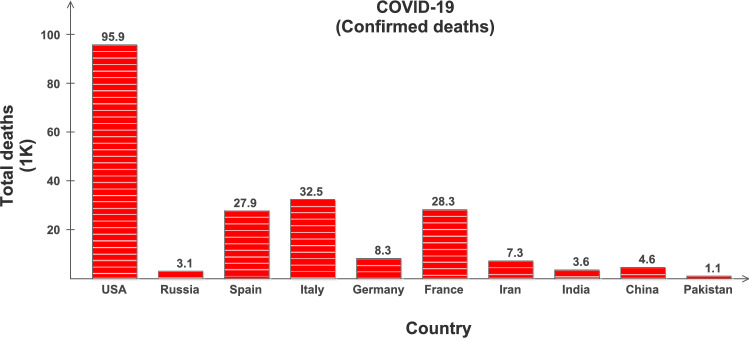 COVID-19
(Confirmed deaths)
Total deaths
(1K)
100
80
60
40
20
95.9
3.1
27.9
32.5
8.3
28.3
7.3
3.6
4.6
1.1
USA
Russia
Spain
Italy
Germany
France
Iran
India
China
Pakistan
Country